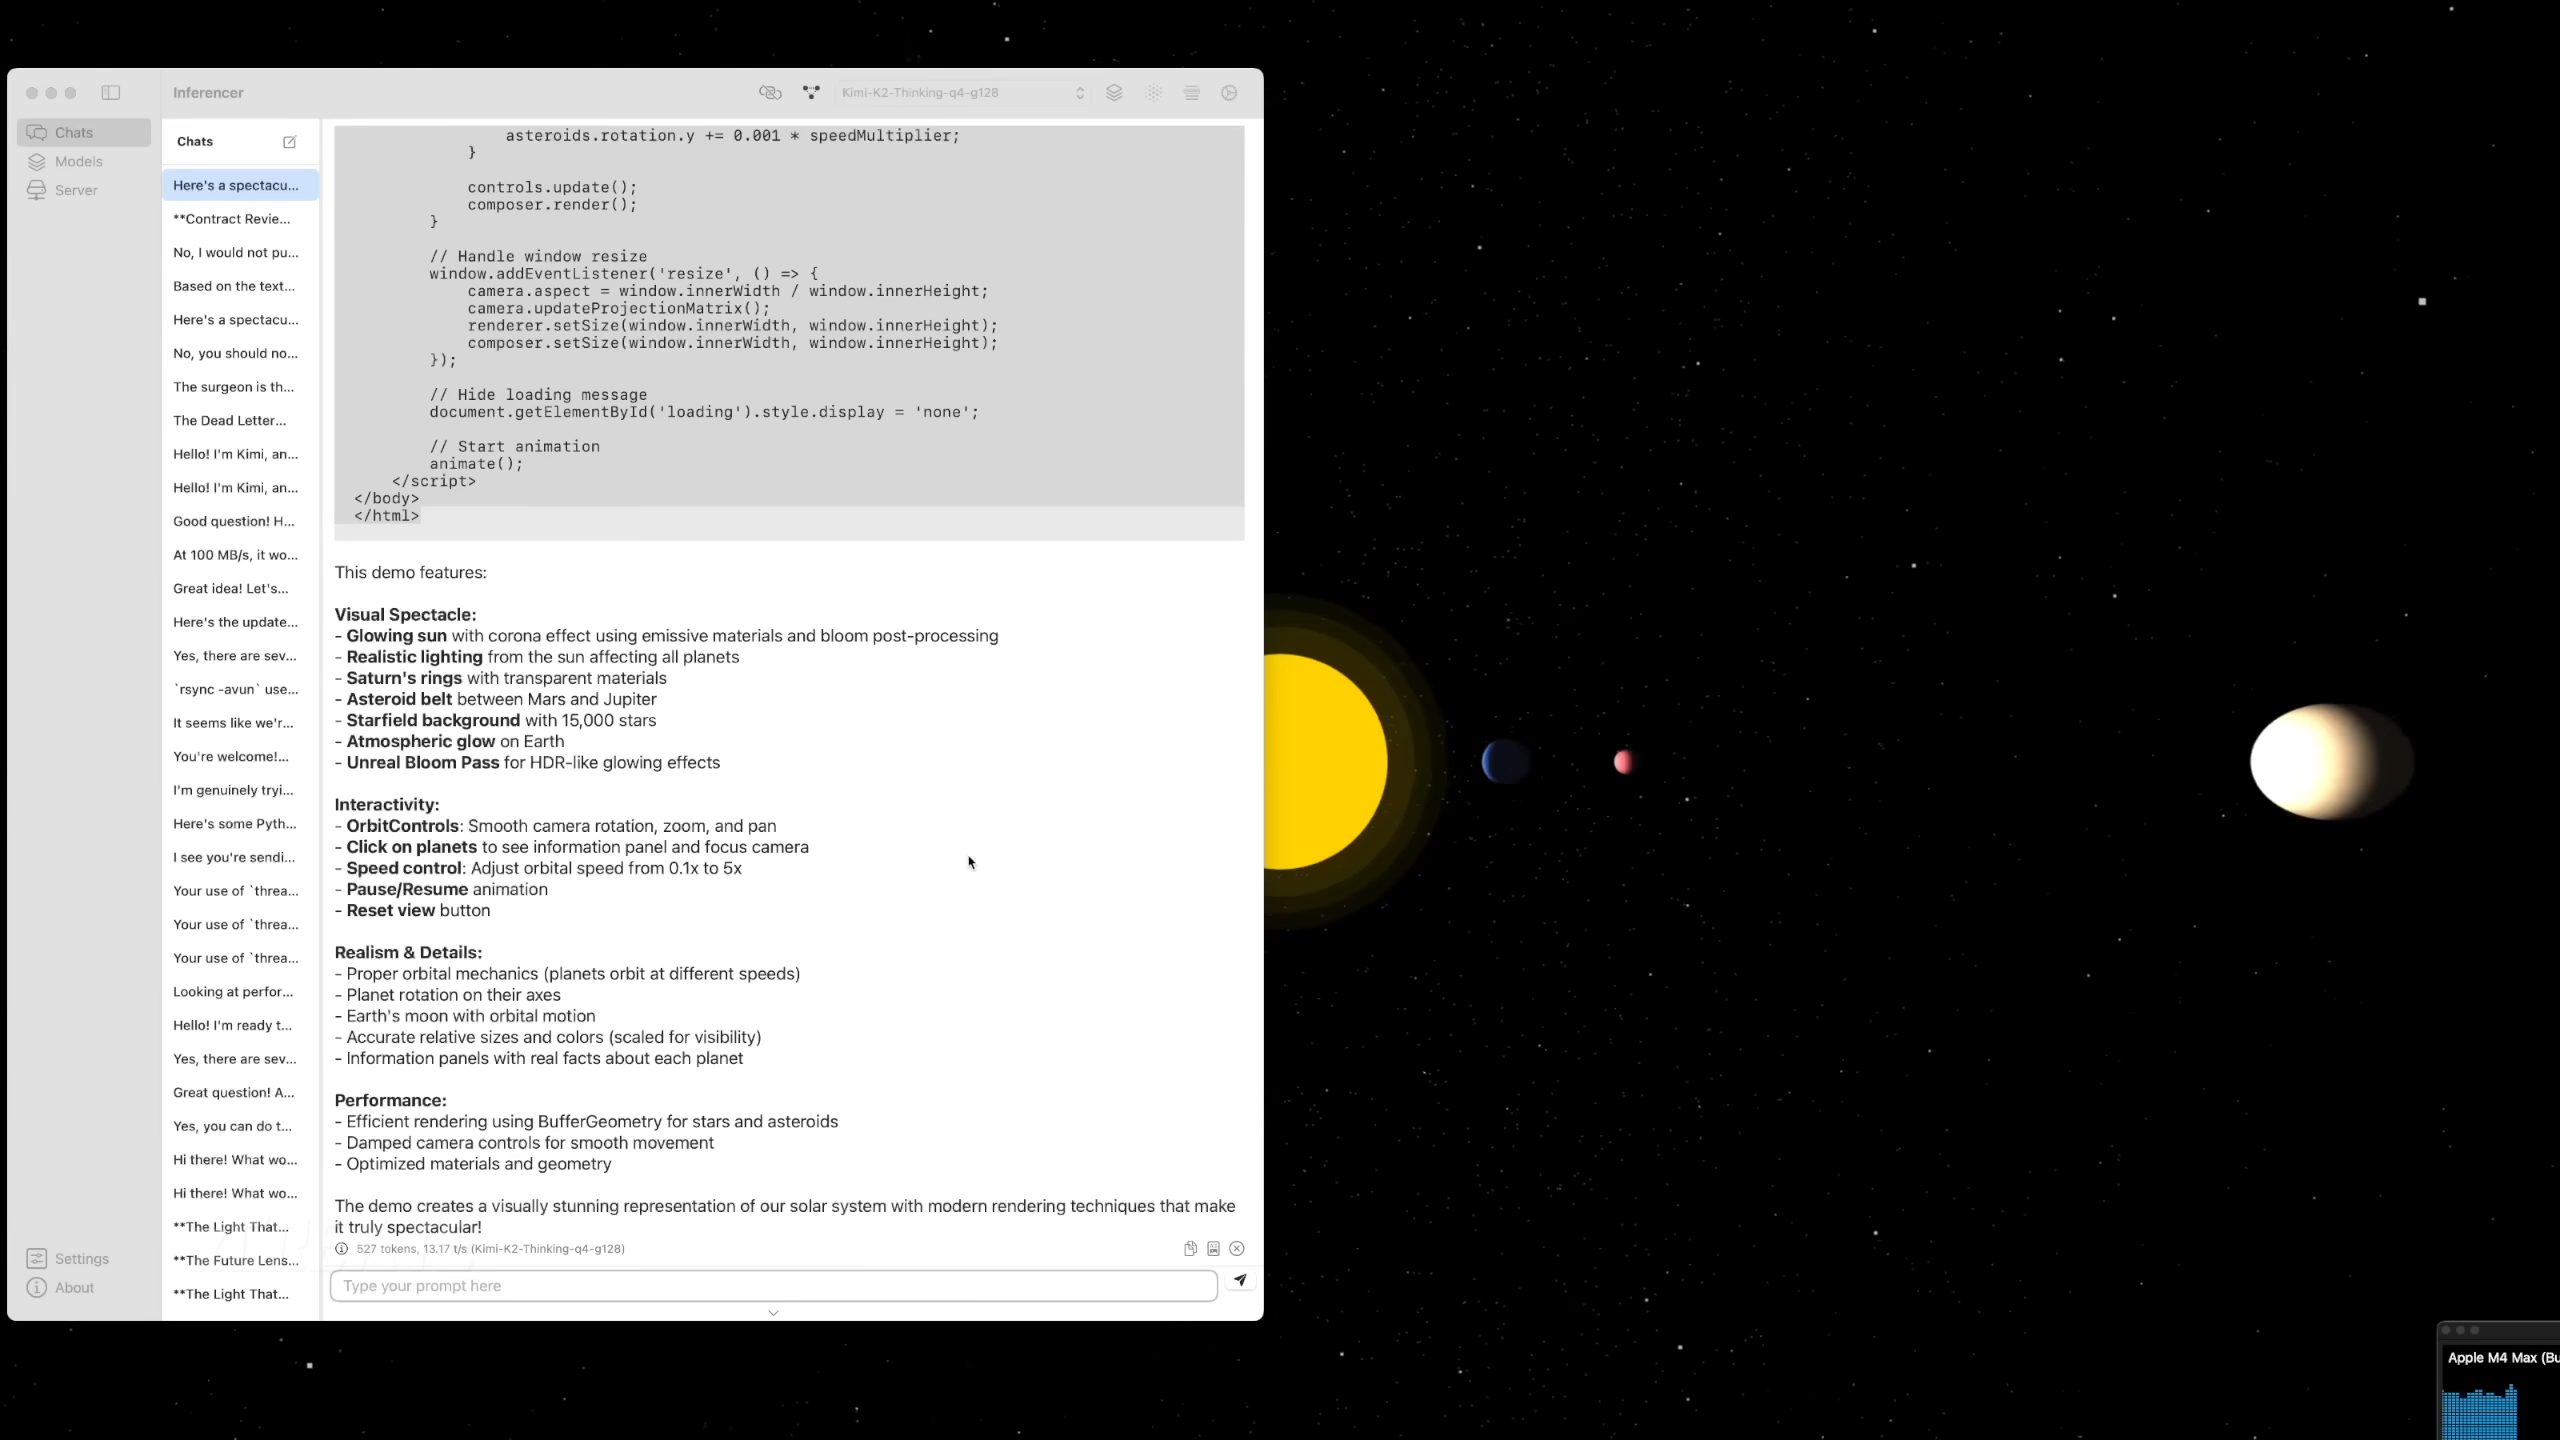 Inferencer
Kimi-K2-Thinking-q4-g128
Chats
Models
Server
Settings
About
Chats
Here's a spectacu...
**Contract Revie...
No, I would not pu...
Based on the text...
Here's a spectacu...
No, you should no...
The surgeon is th...
The Dead Letter...
Hello! I'm Kimi, an...
Hello! I'm Kimi, an...
Good question! H...
At 100 MB/s, it wo...
Great idea! Let's...
Here's the update...
Yes, there are sev...
`rsync -avun` use...
It seems like we'r...
You're welcome!...
I'm genuinely tryi...
Here's some Pyth...
I see you're sendi...
Your use of `threa...
Your use of `threa...
Your use of `threa...
Looking at perfor...
Hello! I'm ready t...
Yes, there are sev...
Great question! A...
Yes, you can do t...
Hi there! What wo...
Hi there! What wo...
**The Light That...
**The Future Lens...
**The Light That...
asteroids.rotation.y += 0.001 * speedMultiplier;
}
controls.update();
composer.render();
}
// Handle window resize
window.addEventListener('resize', () => {
camera.aspect = window.innerWidth / window.innerHeight;
camera.updateProjectionMatrix();
renderer.setSize(window.innerWidth, window.innerHeight);
composer.setSize(window.innerWidth, window.innerHeight);
});
// Hide loading message
document.getElementById('loading').style.display = 'none';
// Start animation
animate();
</script>
</body>
</html>
This demo features:
Visual Spectacle:
- Glowing sun with corona effect using emissive materials and bloom post-processing
- Realistic lighting from the sun affecting all planets
- Saturn's rings with transparent materials
- Asteroid belt between Mars and Jupiter
- Starfield background with 15,000 stars
- Atmospheric glow on Earth
- Unreal Bloom Pass for HDR-like glowing effects
Interactivity:
- OrbitControls: Smooth camera rotation, zoom, and pan
- Click on planets to see information panel and focus camera
- Speed control: Adjust orbital speed from 0.1x to 5x
- Pause/Resume animation
- Reset view button
Realism & Details:
- Proper orbital mechanics (planets orbit at different speeds)
- Planet rotation on their axes
- Earth's moon with orbital motion
- Accurate relative sizes and colors (scaled for visibility)
- Information panels with real facts about each planet
Performance:
- Efficient rendering using BufferGeometry for stars and asteroids
- Damped camera controls for smooth movement
- Optimized materials and geometry
The demo creates a visually stunning representation of our solar system with modern rendering techniques that make
it truly spectacular!
527 tokens, 13.17 t/s (Kimi-K2-Thinking-q4-g128)
Type your prompt here
Apple M4 Max (Bu